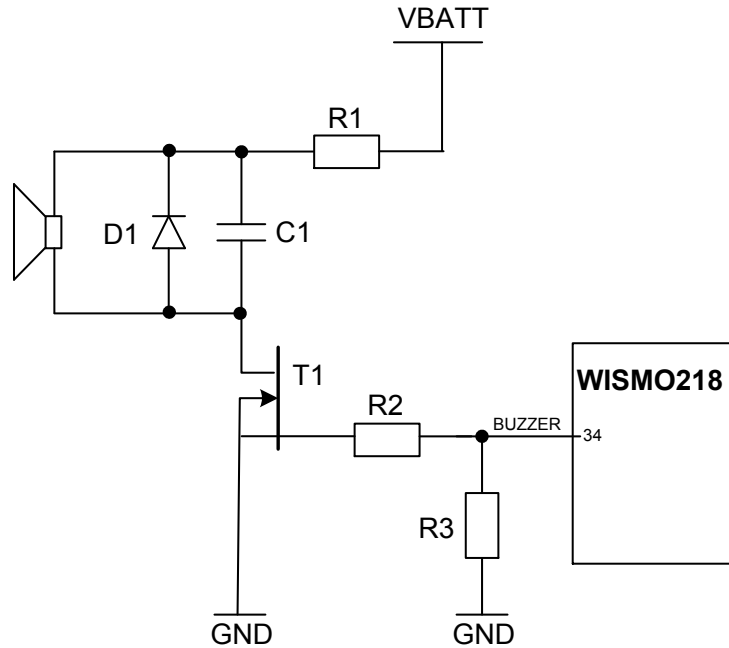 VBATT
R1
D1
C1
T1
R2
BUZZER
34
WISMO218
R3
GND
GND